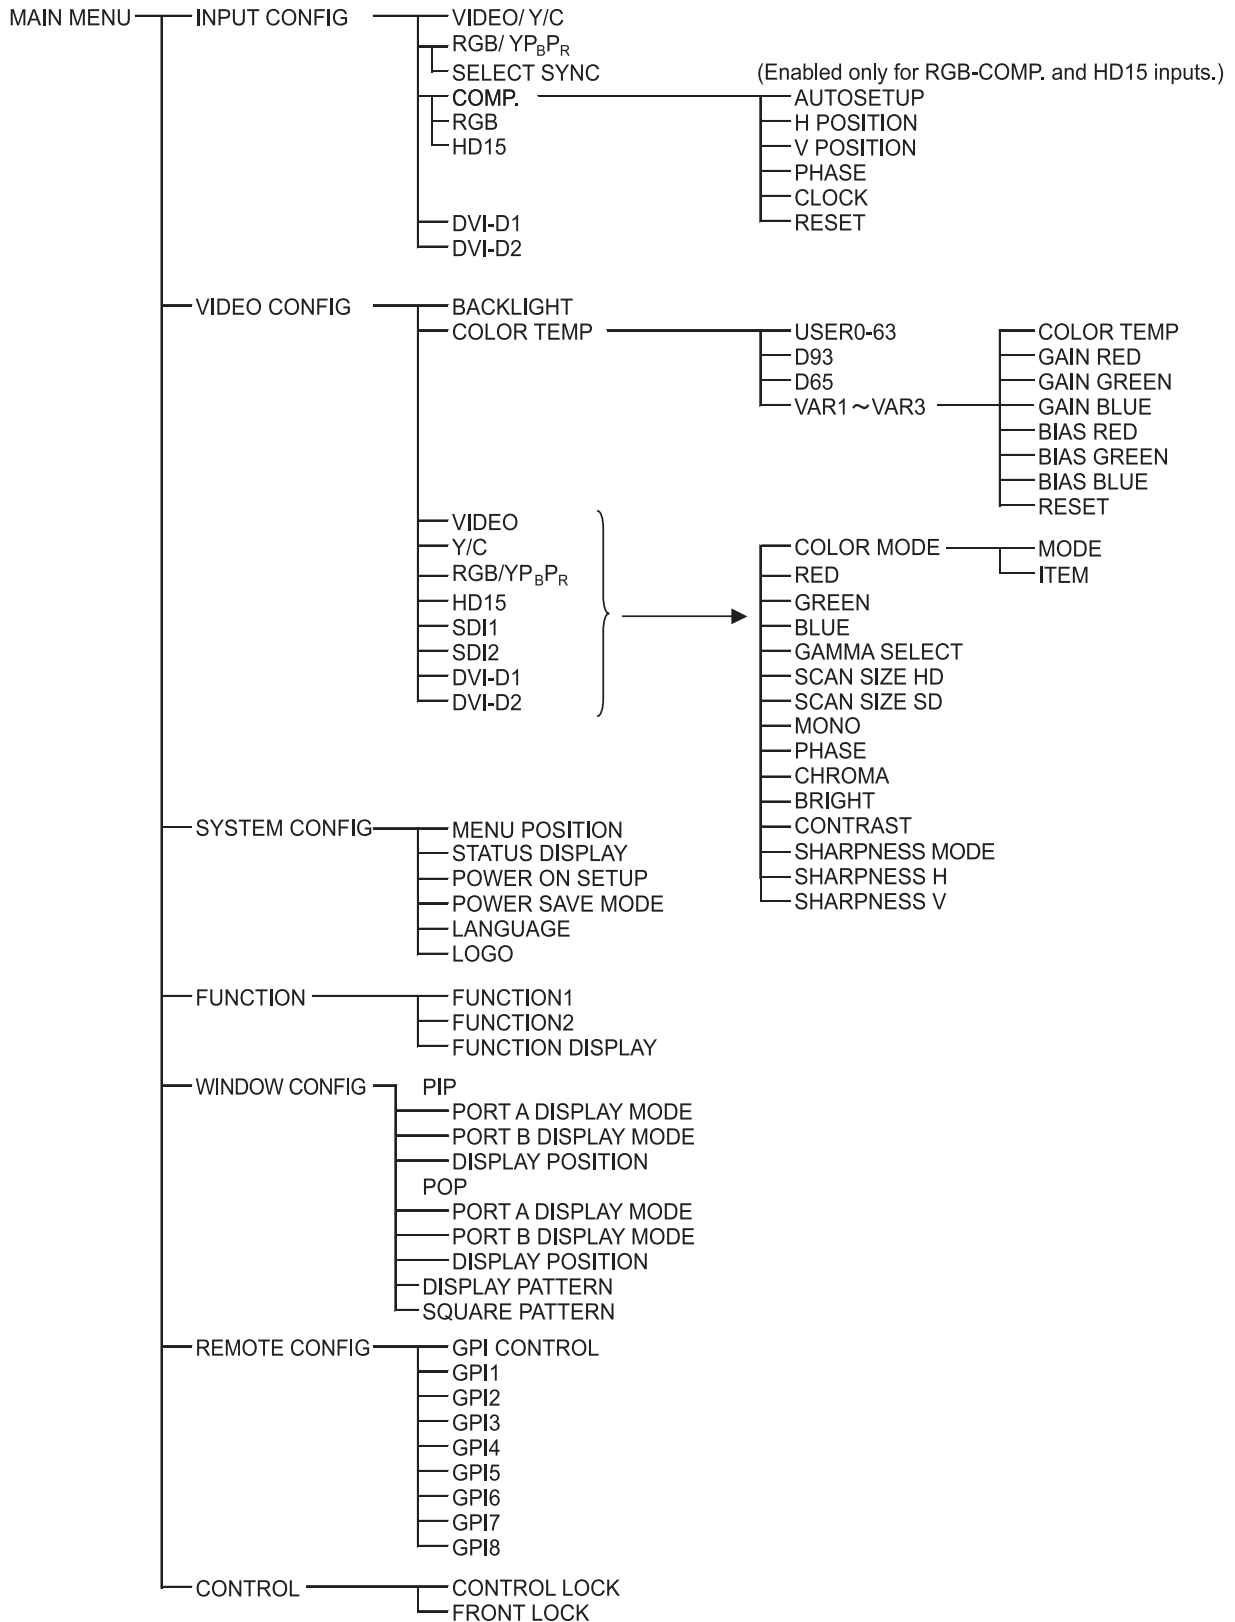 MAIN MENU
INPUT CONFIG
VIDEO/ Y/C
RGB/ YPBPR
SELECT SYNC
COMP.
RGB
HD15
DVI-D1
DVI-D2
(Enabled only for RGB-COMP. and HD15 inputs.)
AUTOSETUP
H POSITION
V POSITION
PHASE
CLOCK
RESET
VIDEO CONFIG
BACKLIGHT
COLOR TEMP
USER0-63
D93
D65
VAR1～VAR3
COLOR TEMP
GAIN RED
GAIN GREEN
GAIN BLUE
BIAS RED
BIAS GREEN
BIAS BLUE
RESET
VIDEO
Y/C
RGB/YPBPR
HD15
SDI1
SDI2
DVI-D1
DVI-D2
COLOR MODE
MODE
ITEM
RED
GREEN
BLUE
GAMMA SELECT
SCAN SIZE HD
SCAN SIZE SD
MONO
PHASE
CHROMA
BRIGHT
CONTRAST
SHARPNESS MODE
SHARPNESS H
SHARPNESS V
SYSTEM CONFIG
MENU POSITION
STATUS DISPLAY
POWER ON SETUP
POWER SAVE MODE
LANGUAGE
LOGO
FUNCTION
FUNCTION1
FUNCTION2
FUNCTION DISPLAY
WINDOW CONFIG
PIP
PORT A DISPLAY MODE
PORT B DISPLAY MODE
DISPLAY POSITION
POP
PORT A DISPLAY MODE
PORT B DISPLAY MODE
DISPLAY POSITION
DISPLAY PATTERN
SQUARE PATTERN
REMOTE CONFIG
GPI CONTROL
GPI1
GPI2
GPI3
GPI4
GPI5
GPI6
GPI7
GPI8
CONTROL
CONTROL LOCK
FRONT LOCK